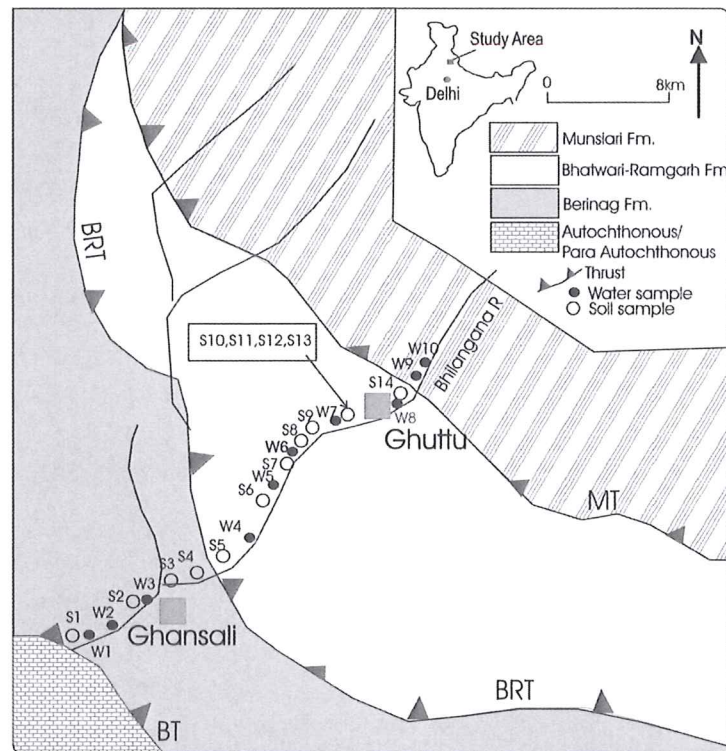 Study Area
Delhi
N
0
8km
Munsiari Fm.
Bhatwari-Ramgarh Fm
Berinag Fm.
Autochthonous/
Para Autochthonous
Thrust
Water sample
Soil sample
BRT
S10,S11,S12,S13
W10
W9
Bhilangana R
S14
W8
Ghuttu
W7
S9
S8
W6
S7
W5
S6
MT
W4
S5
S4
S3
W3
S2
W2
S1
W1
Ghansali
BRT
BT